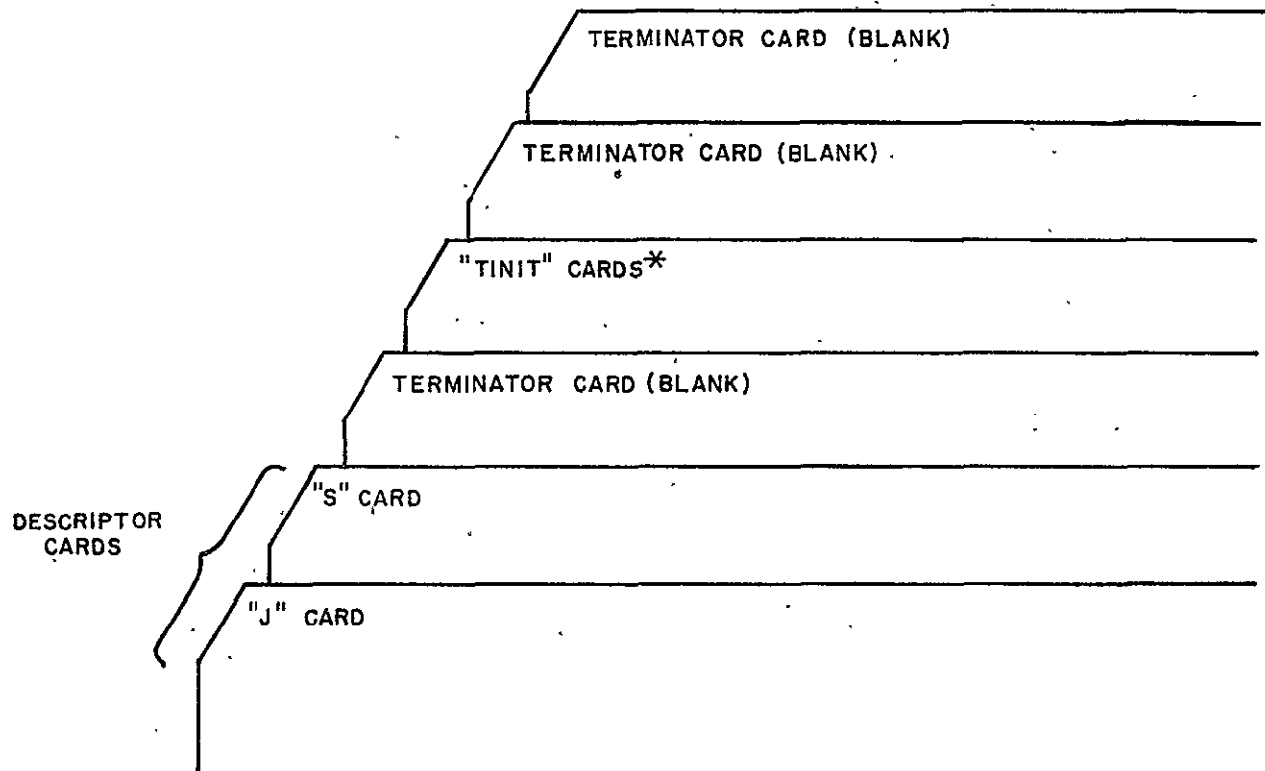 TERMINATOR CARD (BLANK)
TERMINATOR CARD (BLANK)
"TINIT" CARDS*
TERMINATOR CARD (BLANK)
"S" CARD
DESCRIPTOR
CARDS
"J" CARD